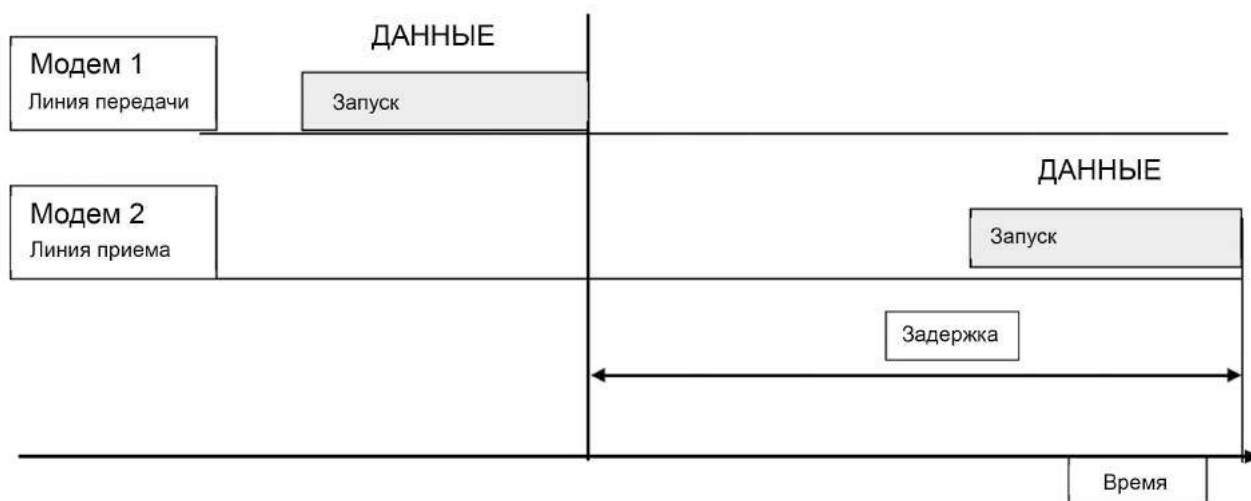 ДАННЫЕ
Модем 1
Линия передачи
Запуск
ДАННЫЕ
Модем 2
Линия приема
Запуск
Задержка
Время